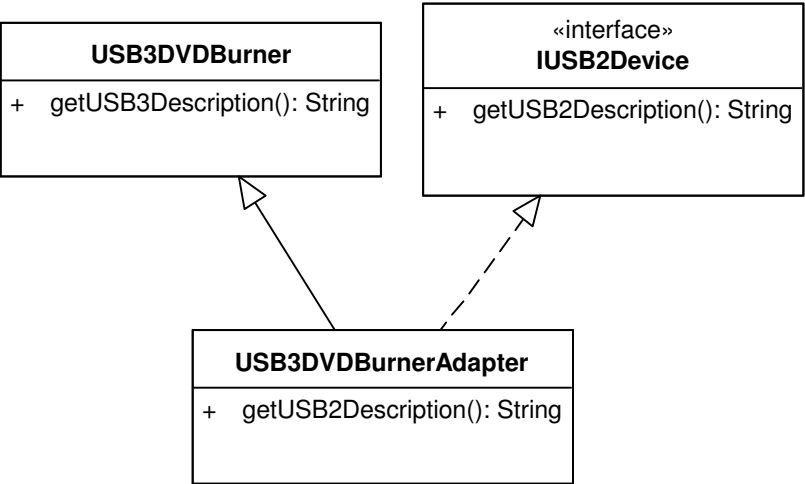 USB3DVDBurner
+ getUSB3Description(): String
«interface»
IUSB2Device
+ getUSB2Description(): String
USB3DVDBurnerAdapter
+ getUSB2Description(): String